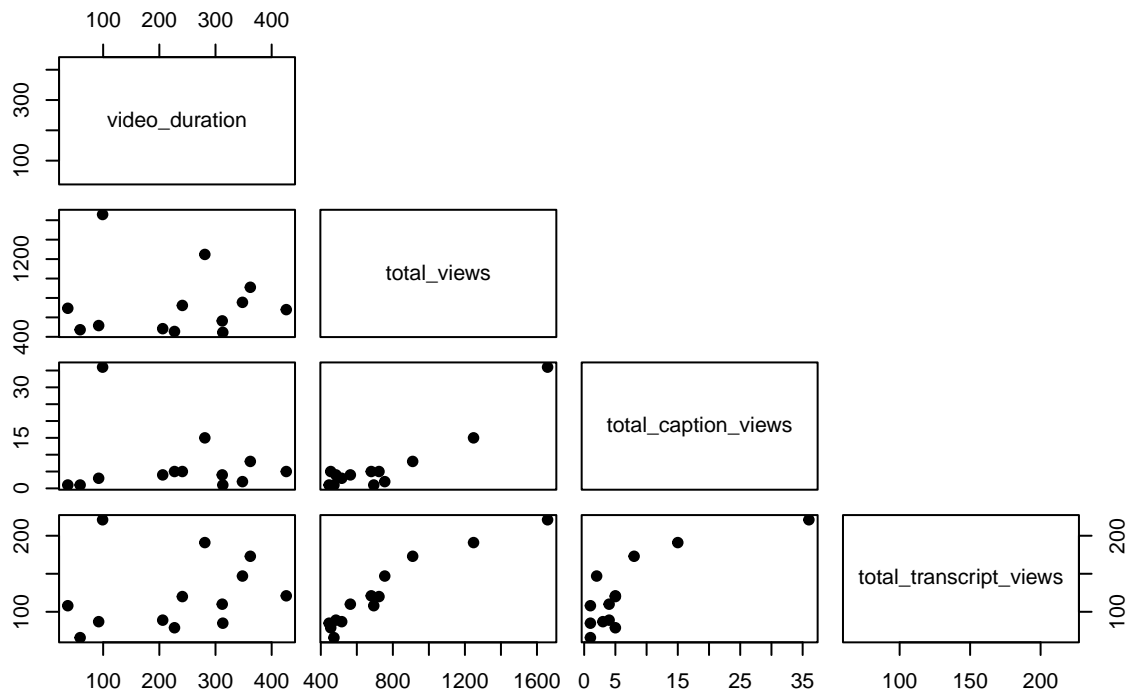 100 200 300 400
100 300
video_duration
400 1200
total_views
0 15 30
total_caption_views
100 200
total_transcript_views
100 200
100 200 300 400
400 800 1200 1600
0 5 15 25 35
100 150 200